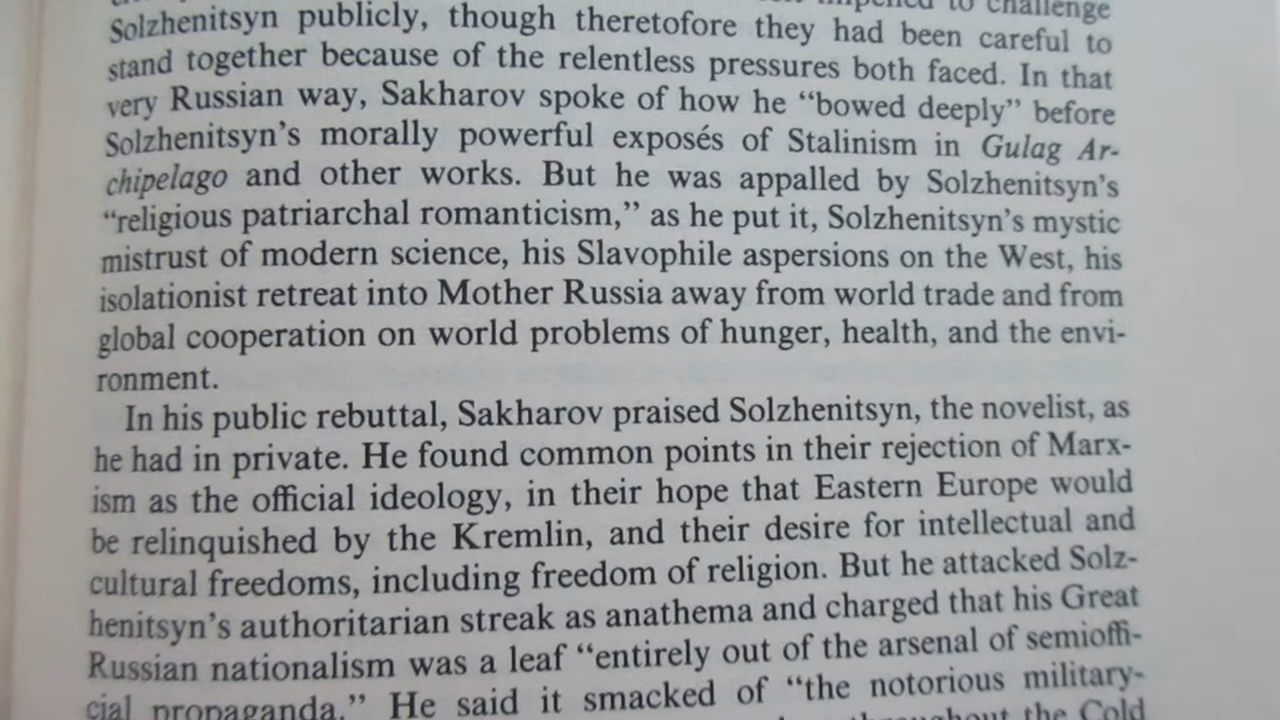 to challenge
Solzhenitsyn publicly, though theretofore they had been careful to
stand together because of the relentless pressures both faced. In that
very Russian way, Sakharov spoke of how he “bowed deeply” before
Solzhenitsyn’s morally powerful exposés of Stalinism in Gulag Ar-
chipelago and other works. But he was appalled by Solzhenitsyn’s
“religious patriarchal romanticism,” as he put it, Solzhenitsyn’s mystic
mistrust of modern science, his Slavophile aspersions on the West, his
isolationist retreat into Mother Russia away from world trade and from
global cooperation on world problems of hunger, health, and the envi-
ronment.
In his public rebuttal, Sakharov praised Solzhenitsyn, the novelist, as
he had in private. He found common points in their rejection of Marx-
ism as the official ideology, in their hope that Eastern Europe would
be relinquished by the Kremlin, and their desire for intellectual and
cultural freedoms, including freedom of religion. But he attacked Solz-
henitsyn’s authoritarian streak as anathema and charged that his Great
Russian nationalism was a leaf “entirely out of the arsenal of semioffi-
cial propaganda.” He said it smacked of “the notorious military-
the Cold